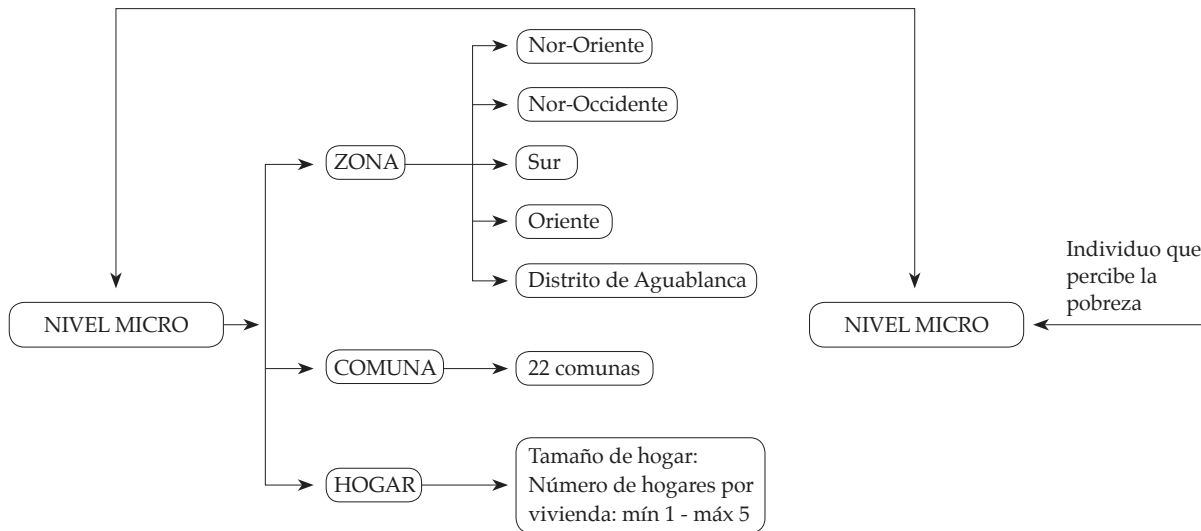 Nor-Oriente
Nor-Occidente
ZONA
Sur
Oriente
Distrito de Aguablanca
Individuo que
percibe la
pobreza
NIVEL MICRO
NIVEL MICRO
COMUNA
22 comunas
HOGAR
Tamaño de hogar:
Número de hogares por
vivienda: mín 1 - máx 5